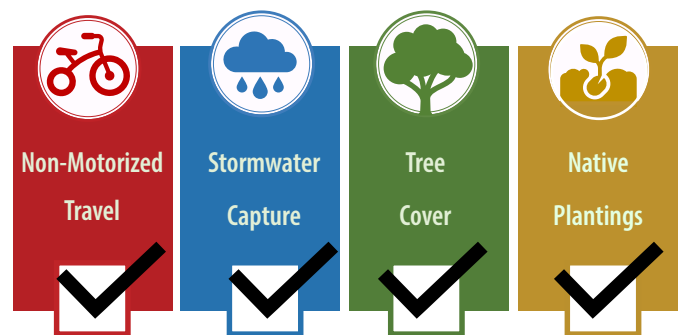 Non-Motorized
Travel
Stormwater
Capture
Tree
Cover
Native
Plantings